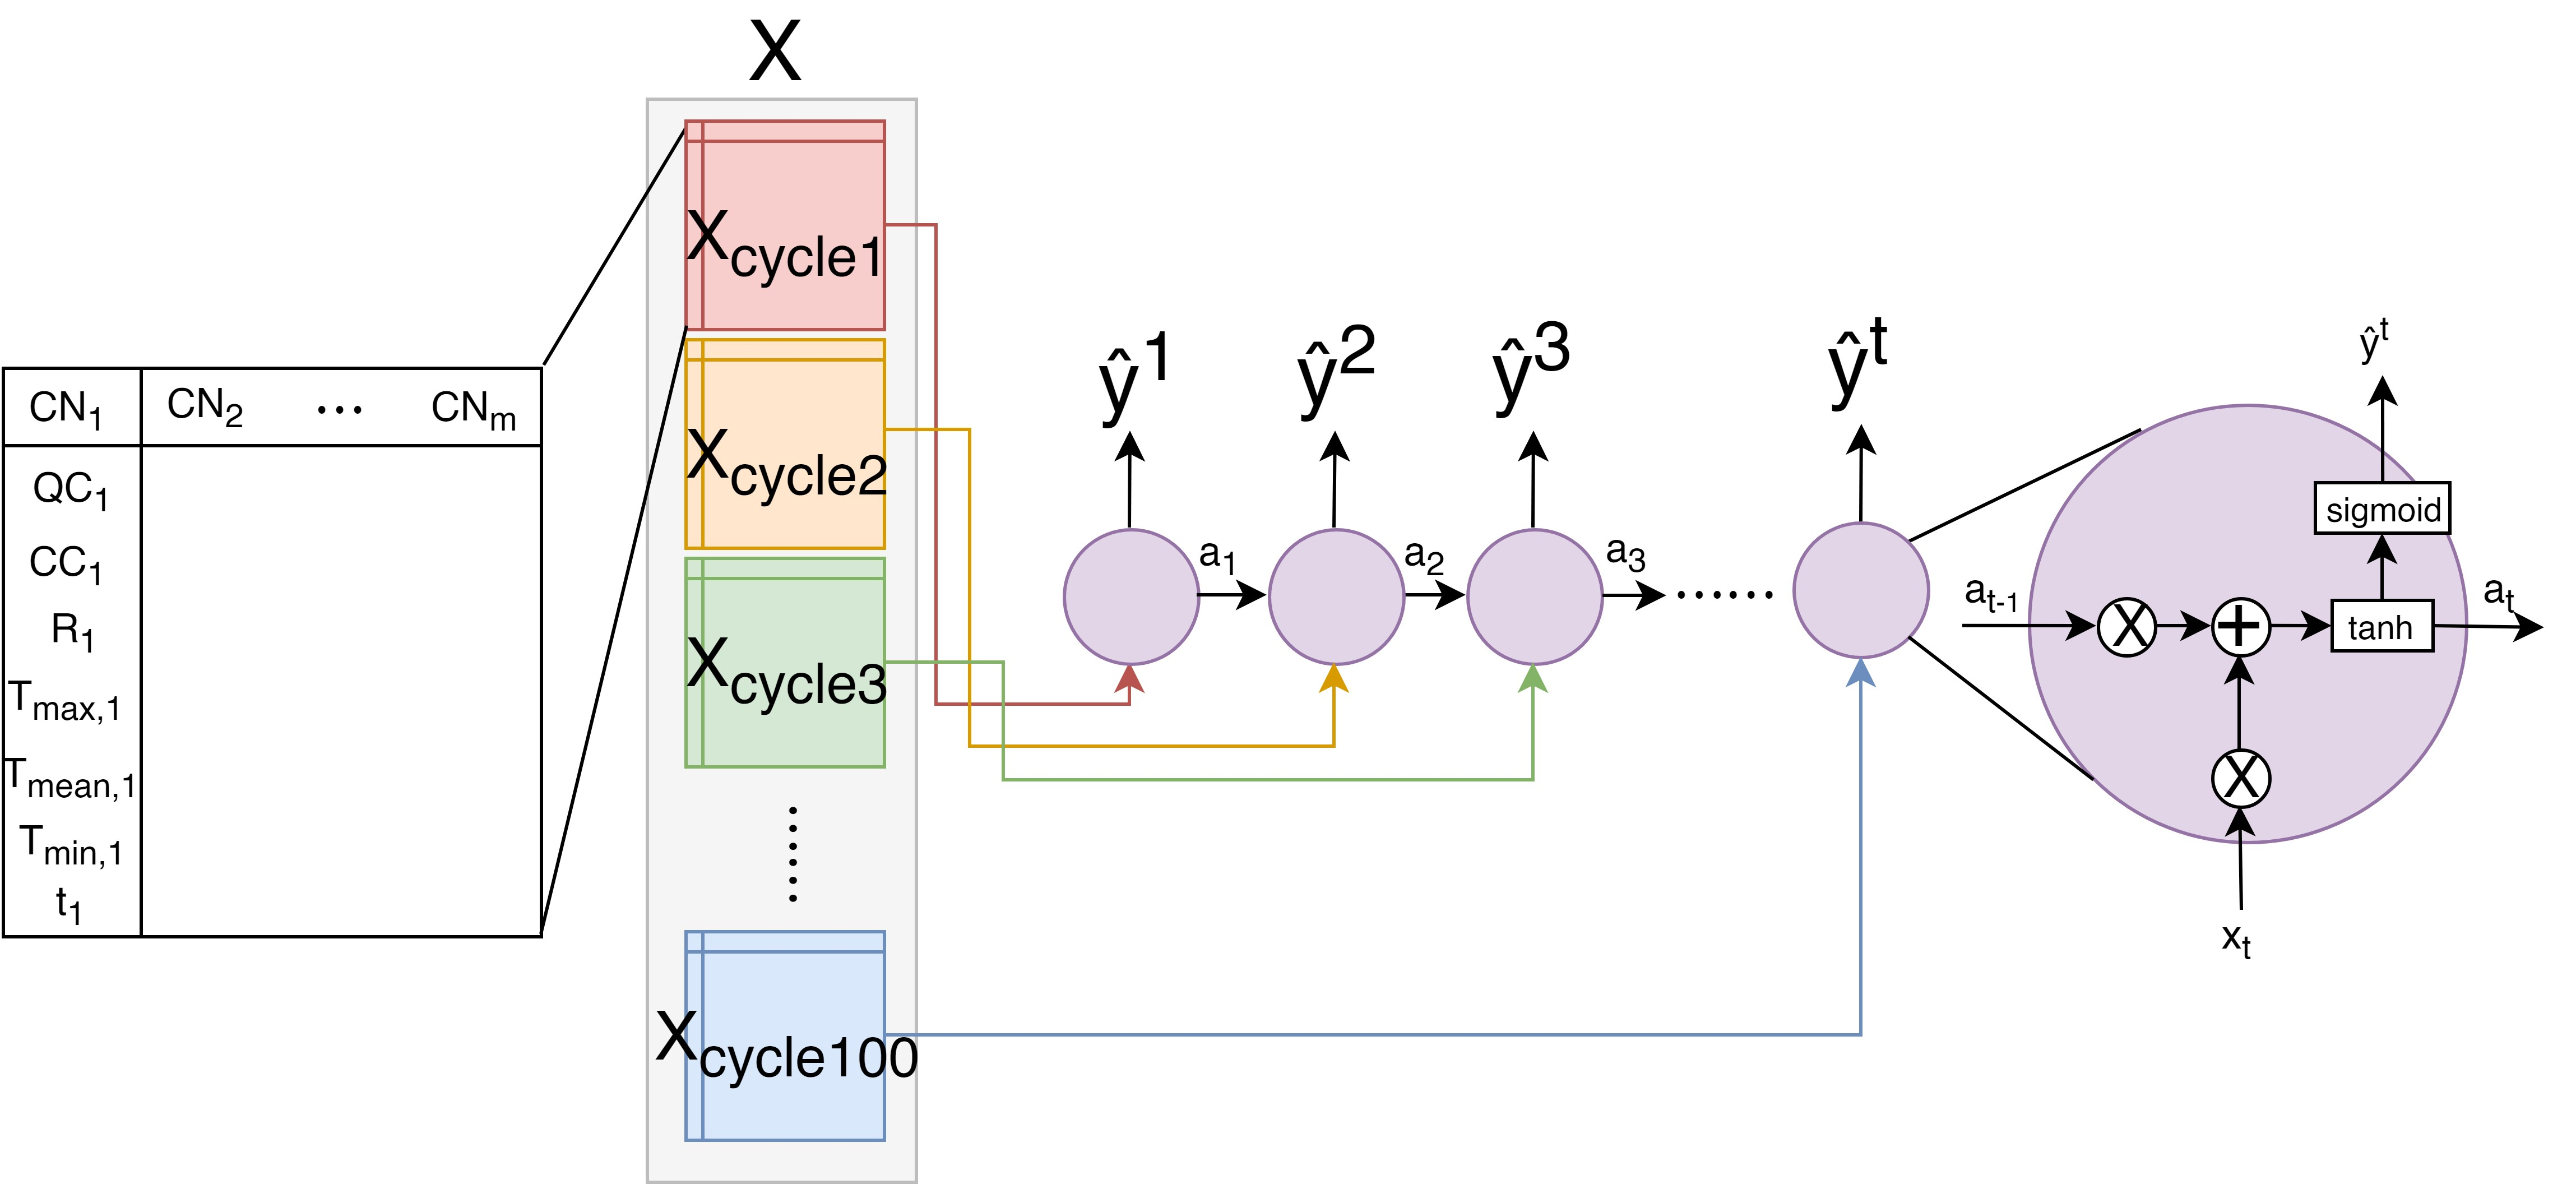 X
CN1 CN2 ... CNm
QC1
CC1
R1
Tmax,1
Tmean,1
Tmin,1
t1
Xcycle1
Xcycle2
Xcycle3
Xcycle100
ŷ1 ŷ2 ŷ3 ŷt
a1 a2 a3 ......
ŷt
sigmoid
at-1 X + tanh at
X
xt